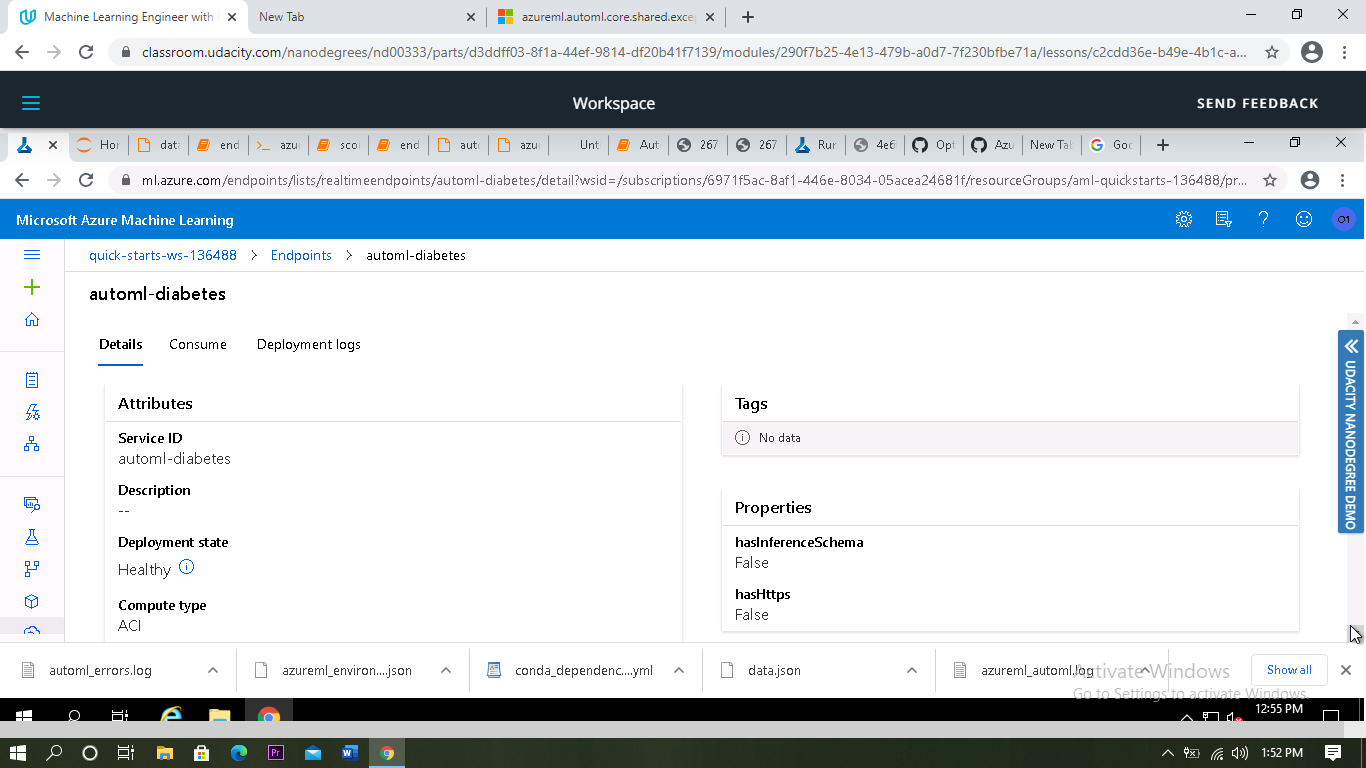 Machine Learning Engineer with
New Tab
azureml.automl.core.shared.exce
classroom.udacity.com/nanodegrees/nd00333/parts/d3ddff03-8f1a-44ef-9814-df20b41f7139/modules/290f7b25-4e13-479b-a0d7-7f230bfbe71a/lessons/c2cdd36e-b49e-4b1c-a...
Workspace
SEND FEEDBACK
Hor
data
end
azur
scor
end
auto
azur
Unt
Aut
267
267
Run
4e6
Opt
Azu
New Tab
Goo
ml.azure.com/endpoints/lists/realtimeendpoints/automl-diabetes/detail?wsid=/subscriptions/6971f5ac-8af1-446e-8034-05acea24681f/resourceGroups/aml-quickstarts-136488/pr...
Microsoft Azure Machine Learning
O1
quick-starts-ws-136488 > Endpoints > automl-diabetes
automl-diabetes
Details
Consume
Deployment logs
Attributes
Service ID
automl-diabetes
Description
--
Deployment state
Healthy
Compute type
ACI
Tags
No data
Properties
hasInferenceSchema
False
hasHttps
False
UDACITY NANODEGREE DEMO
automl_errors.log
azureml_environ....json
conda_dependenc....yml
data.json
azureml_automl.log
Show all
Activate Windows
Go to Settings to activate Windows.
12:55 PM
Pr
1:52 PM